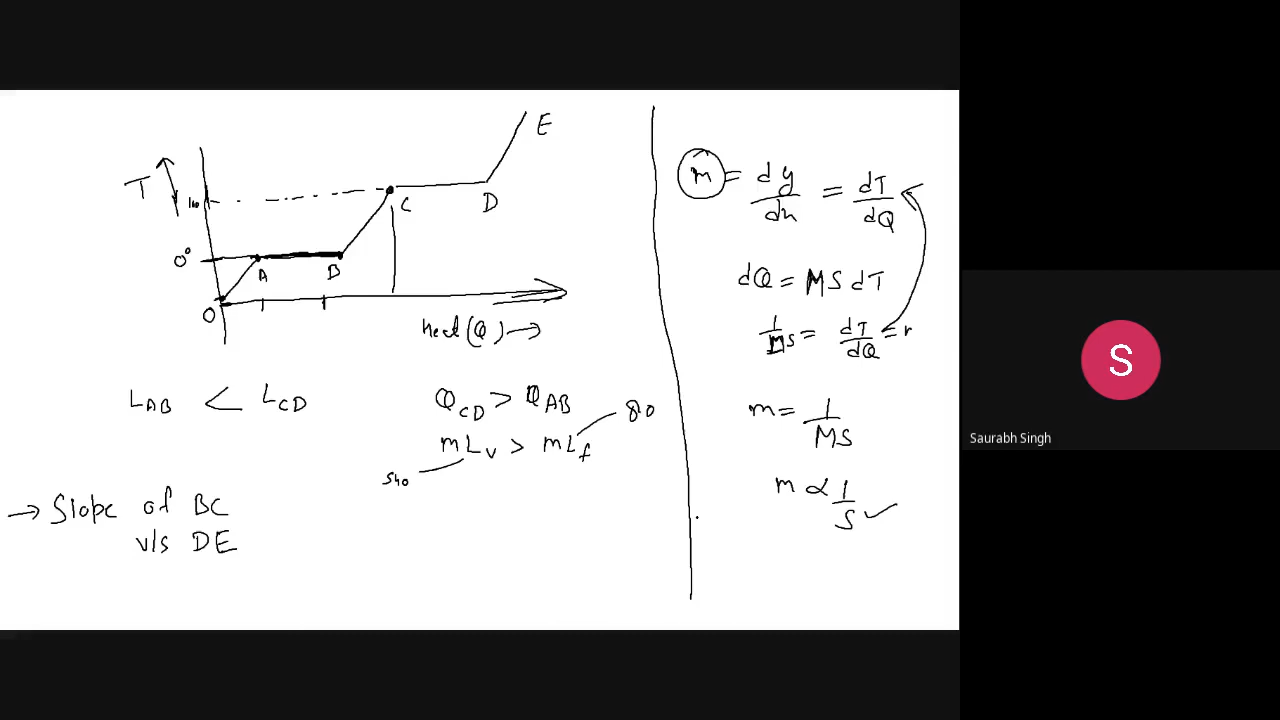 E
T
100
C
D
0°
A
B
O
heat (Q) →
L_AB < L_CD
Q_CD > Q_AB
80
mL_v > mL_f
540
→ Slope of BC
v/s DE
m = dy/dx = dT/dQ
dQ = MS dT
1/MS = dT/dQ =
m = 1/MS
m ∝ 1/S ✓
S
Saurabh Singh